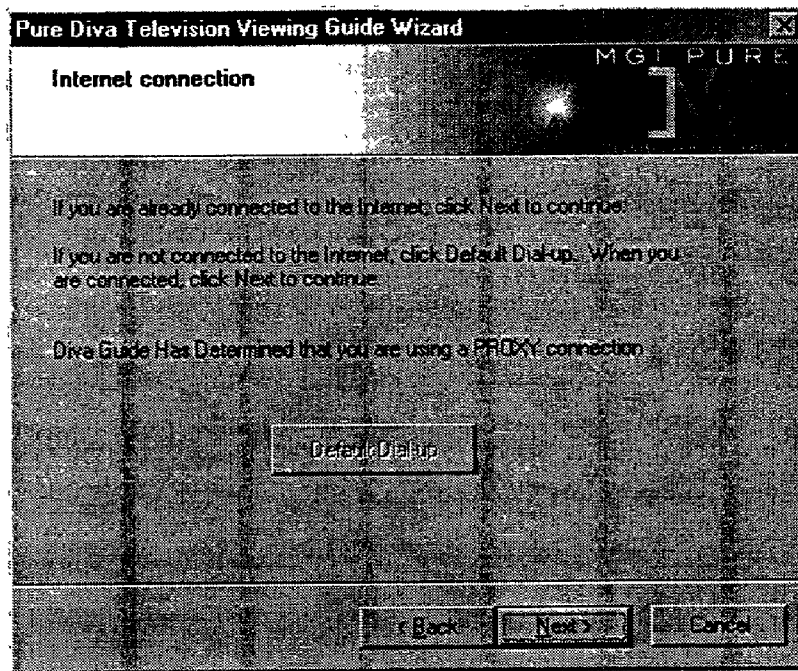 Pure Diva Television Viewing Guide Wizard
MGI PURE
Internet connection
If you are already connected to the Internet, click Next to continue.
If you are not connected to the Internet, click Default Dial-up. When you
are connected, click Next to continue
Diva Guide Has Determined that you are using a PROXY connection
Default Dial-up
< Back
Next >
Cancel